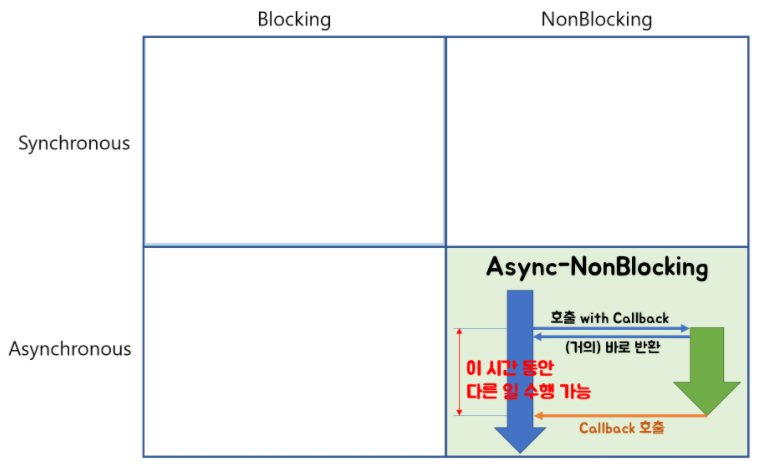 Blocking
NonBlocking
Synchronous
Asynchronous
Async-NonBlocking
호출 with Callback
(거의) 바로 반환
이 시간 동안
다른 일 수행 가능
Callback 호출